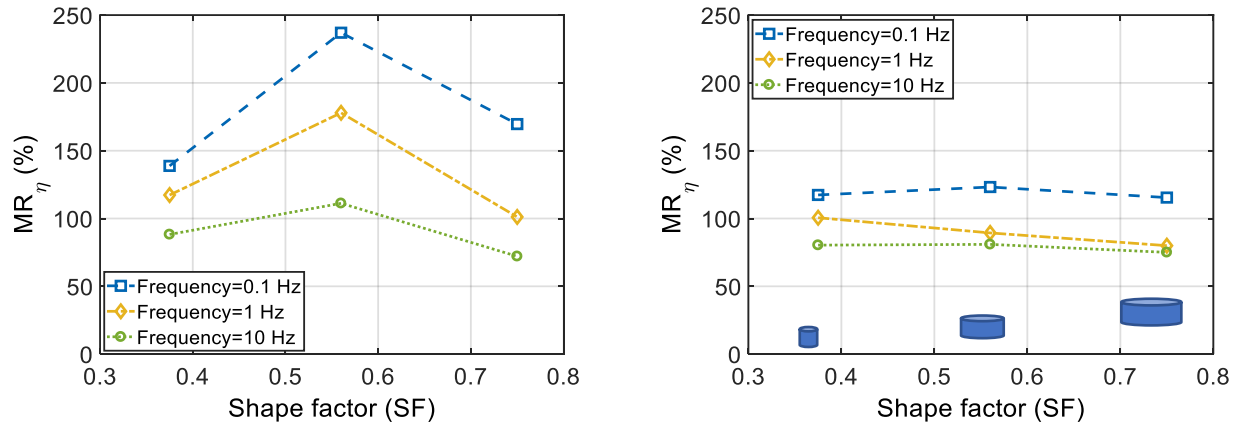 250
200
150
100
50
0
MR η (%)
Frequency=0.1 Hz
Frequency=1 Hz
Frequency=10 Hz
0.3 0.4 0.5 0.6 0.7 0.8
Shape factor (SF)
250
200
150
100
50
0
MR η (%)
Frequency=0.1 Hz
Frequency=1 Hz
Frequency=10 Hz
0.3 0.4 0.5 0.6 0.7 0.8
Shape factor (SF)